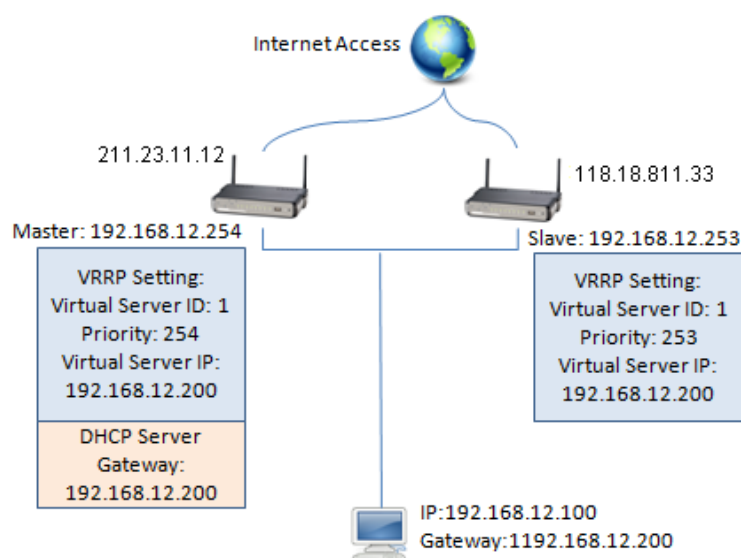 Internet Access
211.23.11.12
118.18.811.33
Master: 192.168.12.254
VRRP Setting:
Virtual Server ID: 1
Priority: 254
Virtual Server IP:
192.168.12.200
DHCP Server
Gateway:
192.168.12.200
Slave: 192.168.12.253
VRRP Setting:
Virtual Server ID: 1
Priority: 253
Virtual Server IP:
192.168.12.200
IP:192.168.12.100
Gateway:1192.168.12.200